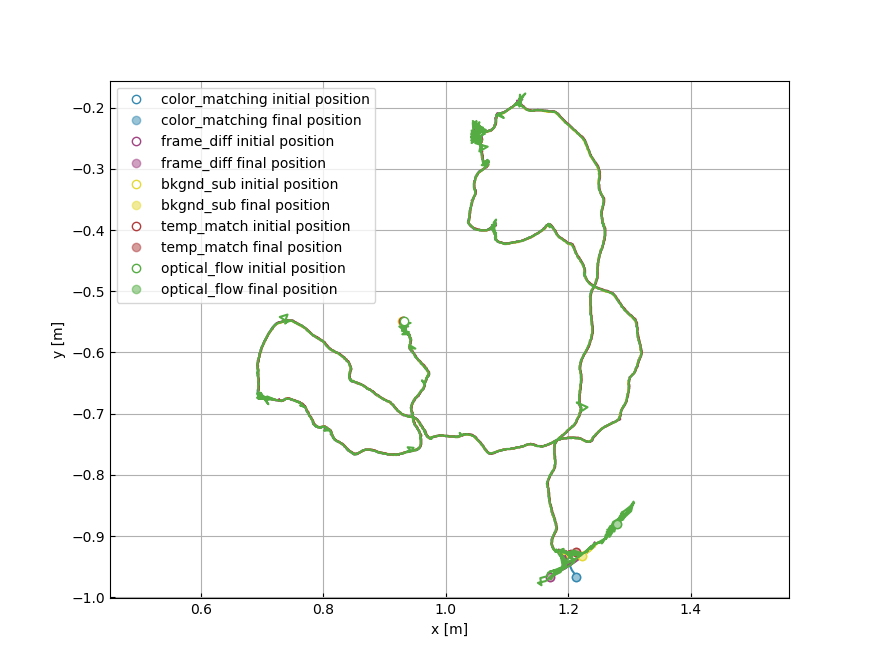 color_matching initial position
color_matching final position
frame_diff initial position
frame_diff final position
bkgnd_sub initial position
bkgnd_sub final position
temp_match initial position
temp_match final position
optical_flow initial position
optical_flow final position
y [m]
−0.2
−0.3
−0.4
−0.5
−0.6
−0.7
−0.8
−0.9
−1.0
0.6 0.8 1.0 1.2 1.4
x [m]